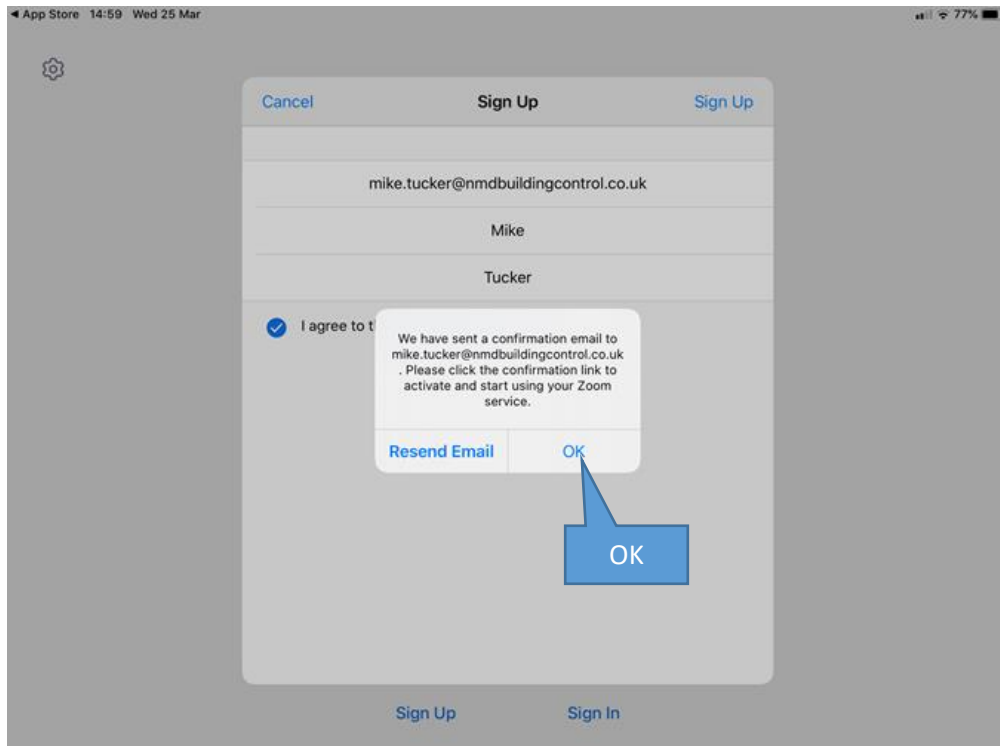 ◀ App Store 14:59 Wed 25 Mar 77%
Cancel Sign Up Sign Up
mike.tucker@nmdbuildingcontrol.co.uk
Mike
Tucker
I agree to t
We have sent a confirmation email to
mike.tucker@nmdbuildingcontrol.co.uk
. Please click the confirmation link to
activate and start using your Zoom
service.
Resend Email OK
OK
Sign Up Sign In